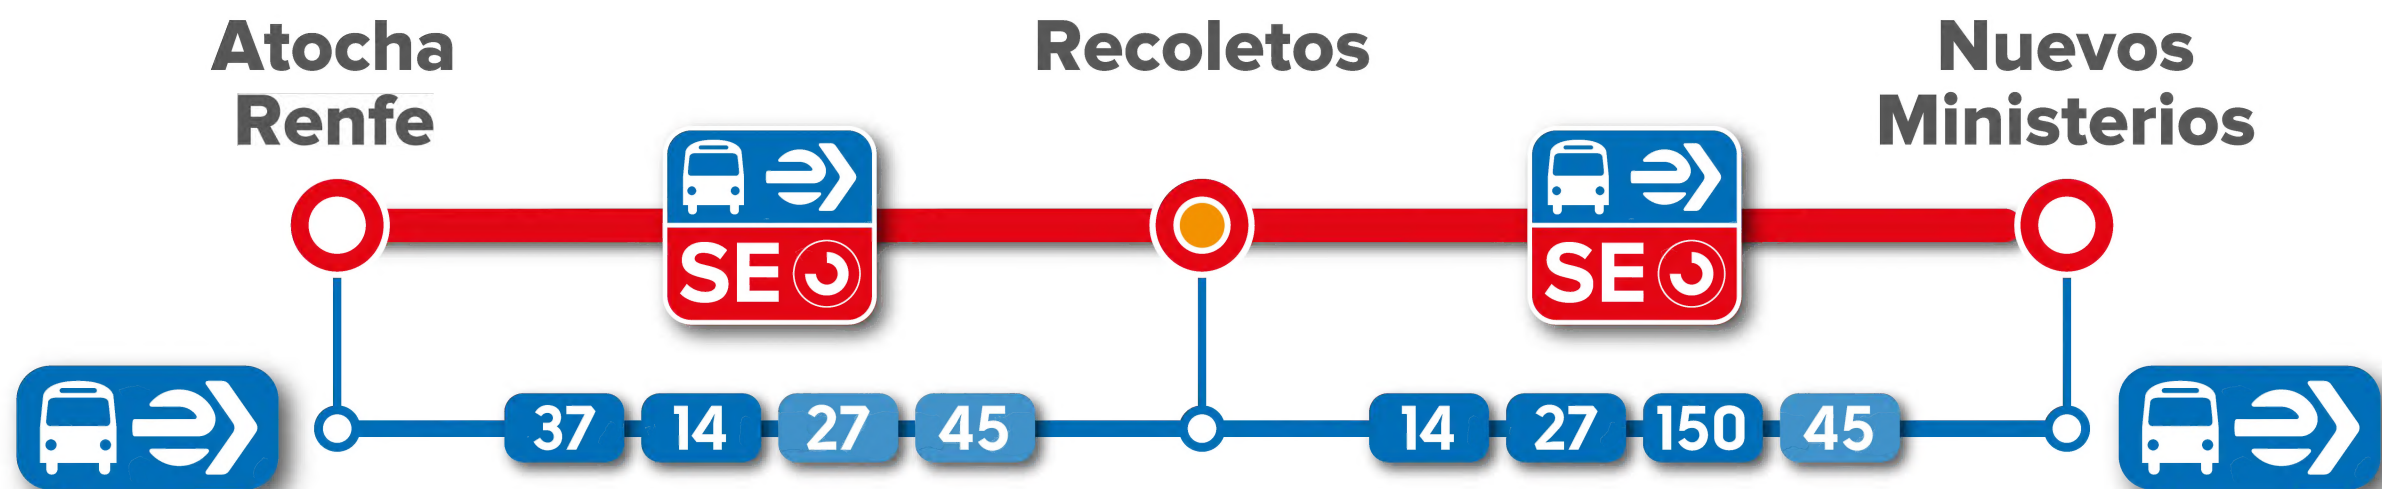 Atocha
Renfe
Recoletos
Nuevos
Ministerios
SE
SE
37 14 27 45
14 27 150 45